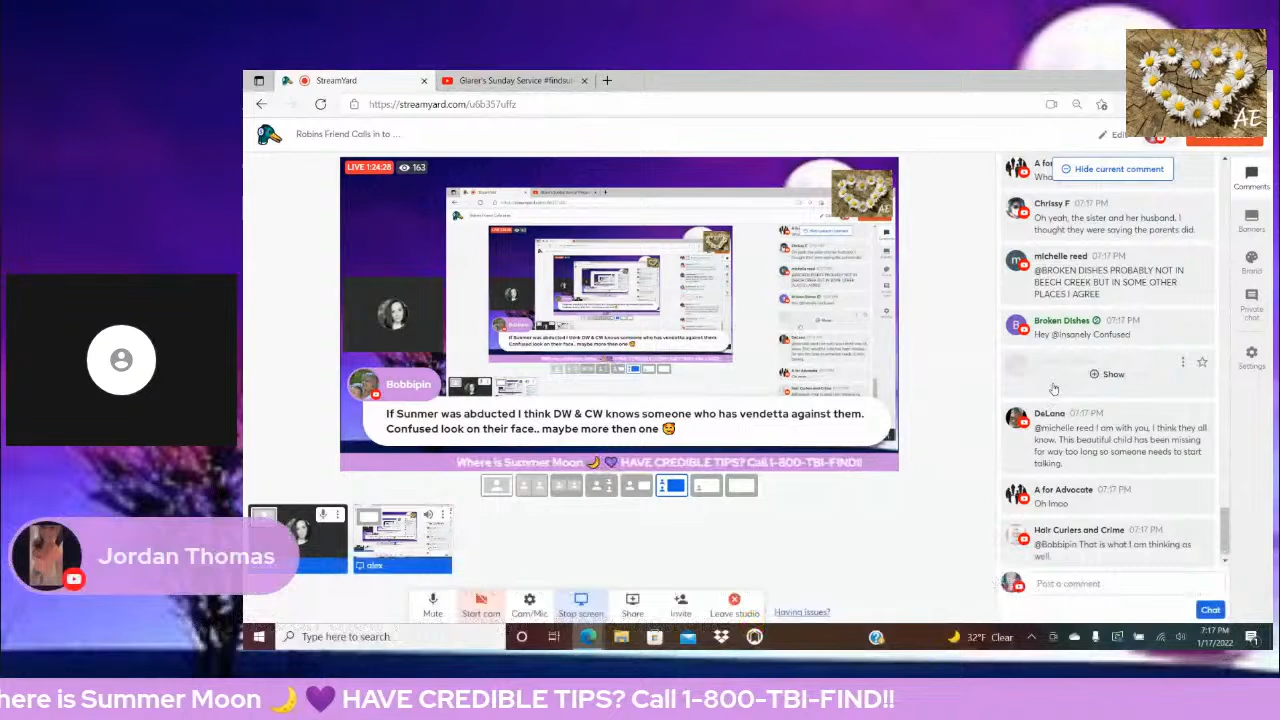 StreamYard
Glarer's Sunday Service #findsu
https://streamyard.com/u6b357uffz
Robins Friend Calls in to ...
Edit
AE
LIVE 1:24:28 163
Bobbipin
If Sunmer was abducted I think DW & CW knows someone who has vendetta against them.
Confused look on their face.. maybe more then one
Where is Summer Moon 🌙 💜 HAVE CREDIBLE TIPS? Call 1-800-TBI-FIND!!
alex
Mute
Start cam
Cam/Mic
Stop screen
Share
Invite
Leave studio
Having issues?
A for
Hide current comment
Chrissy F 07:17 PM
Oh yeah, the sister and her husband. I
thought they were saying the parents did.
michelle reed 07:17 PM
@BROKEN DISHES PROBABLY NOT IN
BEECH CREEK BUT IN SOME OTHER
PLACES I AGREE
Broken Dishes 07:17 PM
Hey @Insanely Confused
Show
DeLana 07:17 PM
@michelle reed I am with you, I think they all
know. This beautiful child has been missing
for way too long so someone needs to start
talking.
A for Advocate 07:17 PM
Oh Imoo
Hair Curlers and Crime 07:17 PM
@Bobbipin That is what I am thinking as
well.
Post a comment
Chat
Comments
Banners
Brand
Private
chat
Settings
Type here to search
32°F Clear
7:17 PM
1/17/2022
Jordan Thomas
here is Summer Moon 🌙 💜 HAVE CREDIBLE TIPS? Call 1-800-TBI-FIND!!